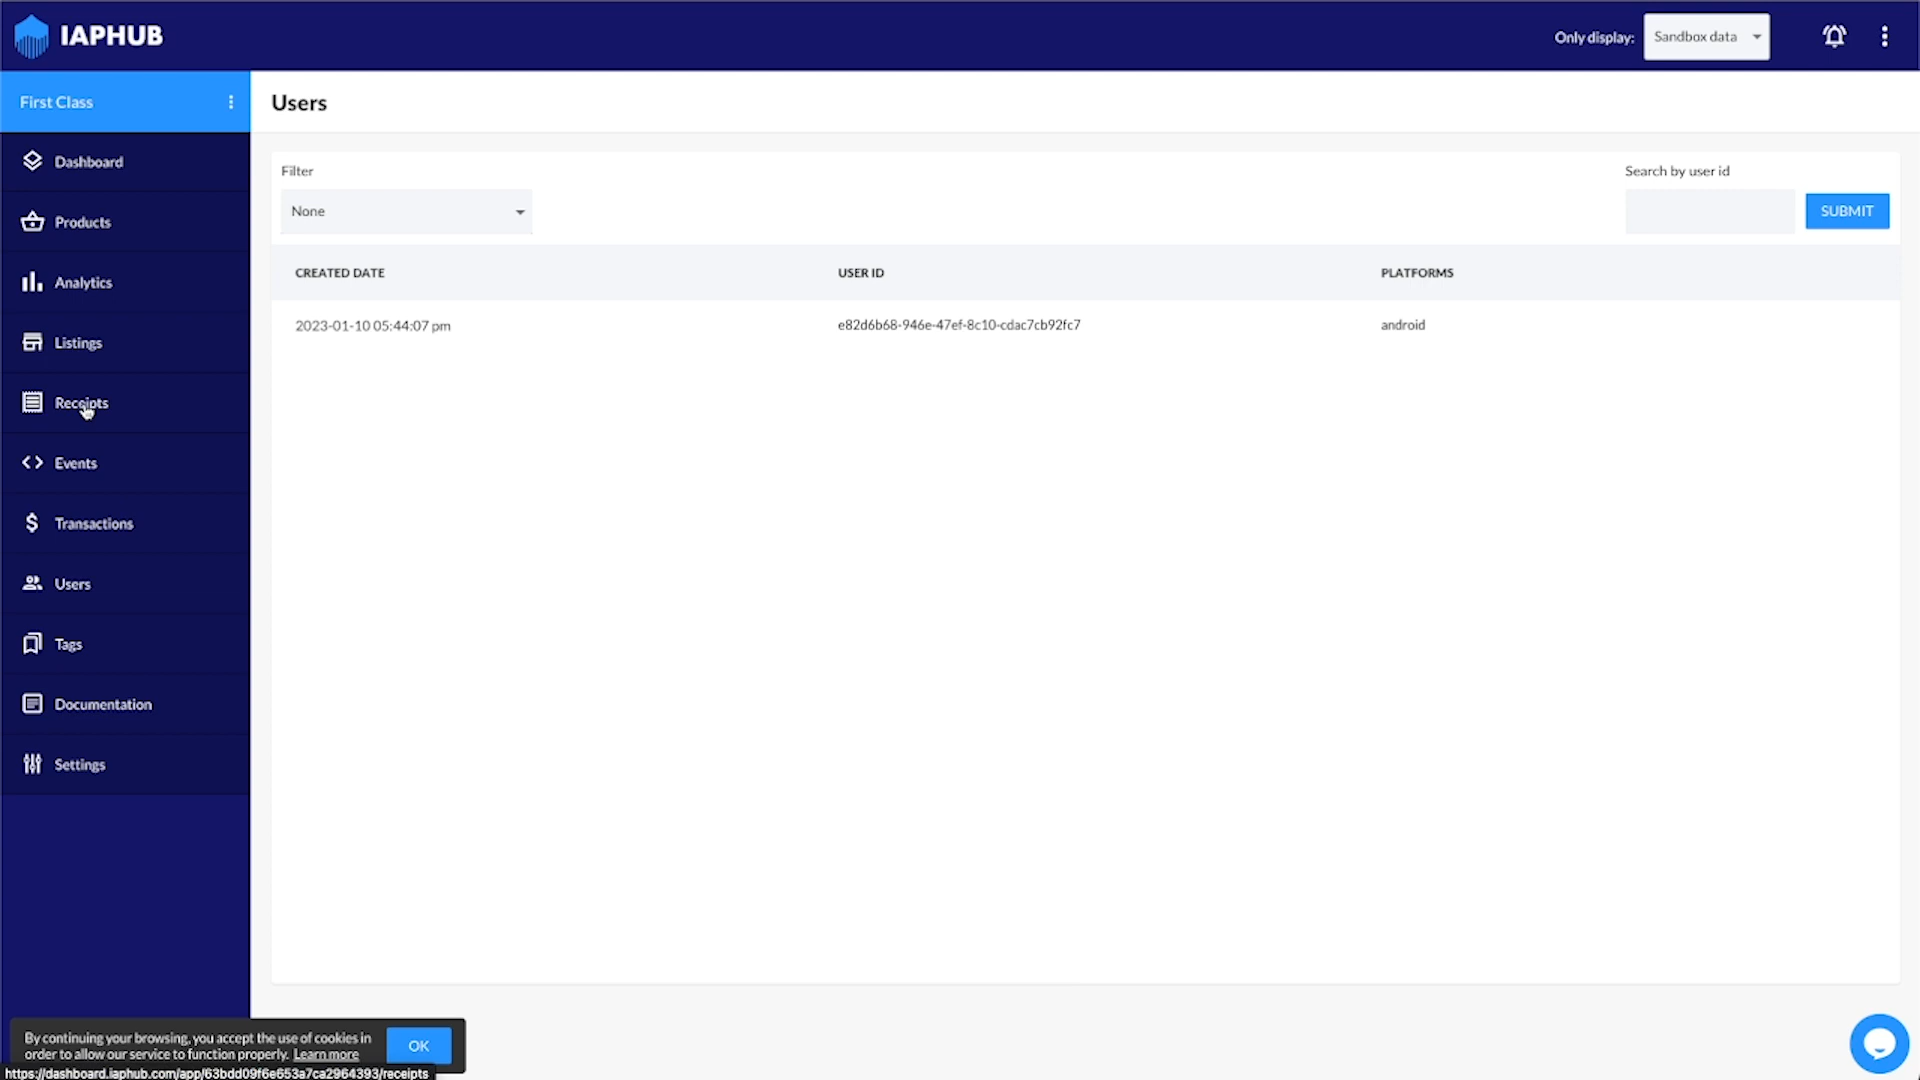 IAPHUB
Only display:
Sandbox data
First Class
Users
Dashboard
Products
Analytics
Listings
Receipts
Events
Transactions
Users
Tags
Documentation
Settings
Filter
None
Search by user id
SUBMIT
CREATED DATE
USER ID
PLATFORMS
2023-01-10 05:44:07 pm
e82d6b68-946e-47ef-8c10-cdac7cb92fc7
android
By continuing your browsing, you accept the use of cookies in
order to allow our service to function properly. Learn more
OK
https://dashboard.iaphub.com/app/63bdd09f6e653a7ca2964393/receipts